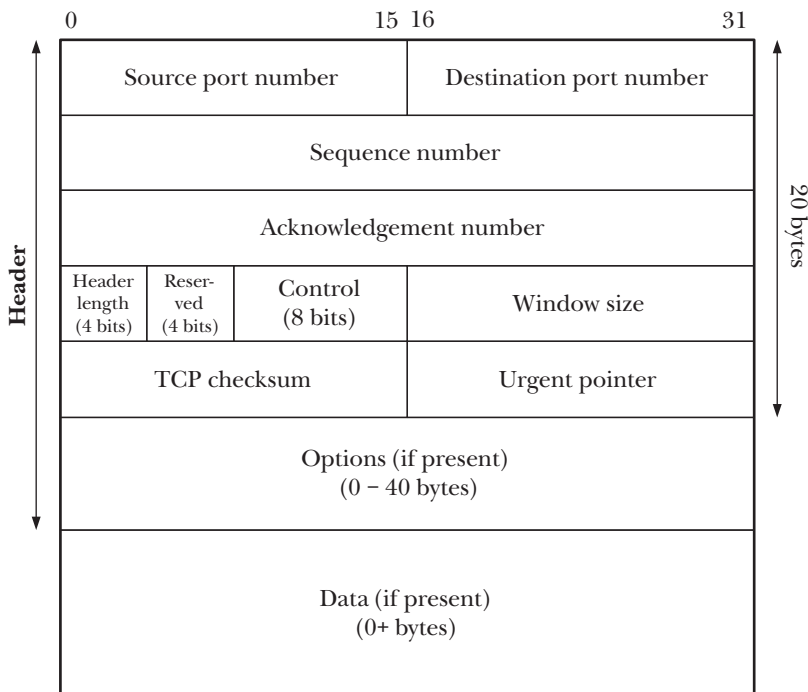 0 15 16 31
Source port number Destination port number
Sequence number
Acknowledgement number
Header
length
(4 bits)
Reser-
ved
(4 bits)
Control
(8 bits)
Window size
TCP checksum Urgent pointer
Options (if present)
(0 – 40 bytes)
Data (if present)
(0+ bytes)
Header
20 bytes